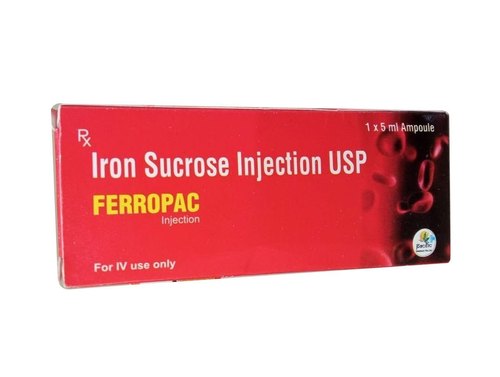 Rx
1 x 5 ml Ampoule
Iron Sucrose Injection USP
FERROPAC
Injection
For IV use only